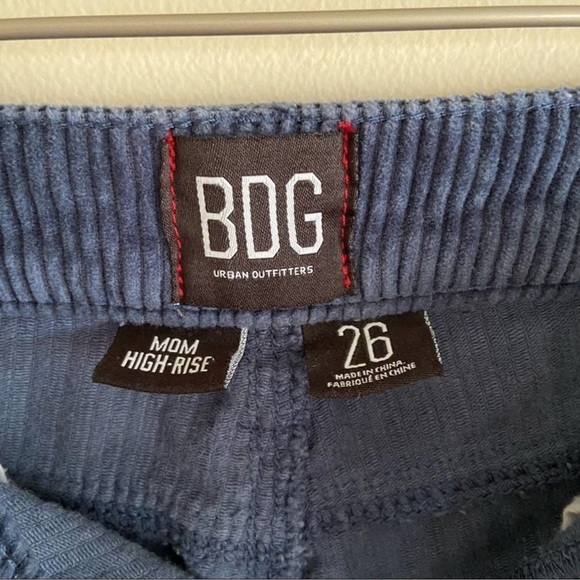 BDG
URBAN OUTFITTERS
MOM
HIGH-RISE
26
MADE IN CHINA.
FABRIQUÉ EN CHINE